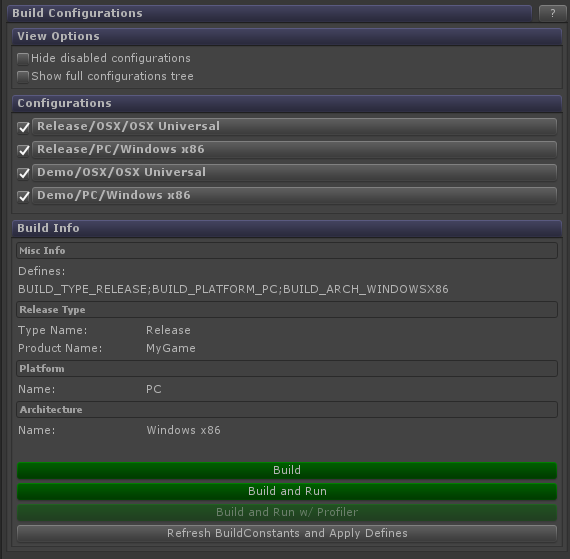 Build Configurations
?
View Options
Hide disabled configurations
Show full configurations tree
Configurations
Release/OSX/OSX Universal
Release/PC/Windows x86
Demo/OSX/OSX Universal
Demo/PC/Windows x86
Build Info
Misc Info
Defines:
BUILD_TYPE_RELEASE;BUILD_PLATFORM_PC;BUILD_ARCH_WINDOWSX86
Release Type
Type Name: Release
Product Name: MyGame
Platform
Name: PC
Architecture
Name: Windows x86
Build
Build and Run
Build and Run w/ Profiler
Refresh BuildConstants and Apply Defines